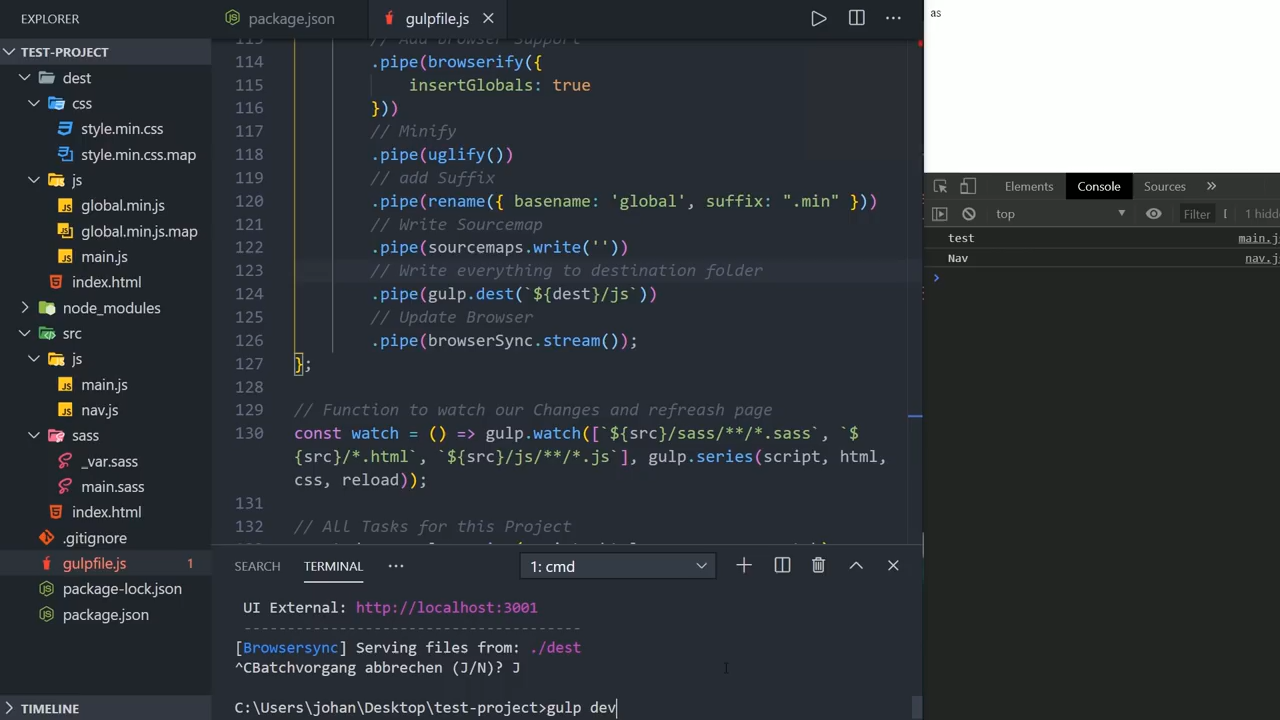 EXPLORER
TEST-PROJECT
dest
css
style.min.css
style.min.css.map
js
global.min.js
global.min.js.map
main.js
index.html
node_modules
src
js
main.js
nav.js
sass
_var.sass
main.sass
index.html
.gitignore
gulpfile.js 1
package-lock.json
package.json
TIMELINE
package.json
gulpfile.js
// Add browser Support
114 .pipe(browserify({
115 insertGlobals: true
116 }))
117 // Minify
118 .pipe(uglify())
119 // add Suffix
120 .pipe(rename({ basename: 'global', suffix: ".min" }))
121 // Write Sourcemap
122 .pipe(sourcemaps.write(''))
123 // Write everything to destination folder
124 .pipe(gulp.dest(`${dest}/js`))
125 // Update Browser
126 .pipe(browserSync.stream());
127 };
128
129 // Function to watch our Changes and refreash page
130 const watch = () => gulp.watch([`${src}/sass/**/*.sass`, `$
{src}/*.html`, `${src}/js/**/*.js`], gulp.series(script, html,
css, reload));
131
132 // All Tasks for this Project
SEARCH TERMINAL ··· 1: cmd
UI External: http://localhost:3001
--------------------------------------
[Browsersync] Serving files from: ./dest
^CBatchvorgang abbrechen (J/N)? J
C:\Users\johan\Desktop\test-project>gulp dev
as
Elements Console Sources »
top Filter 1 hidd
test main.j
Nav nav.j